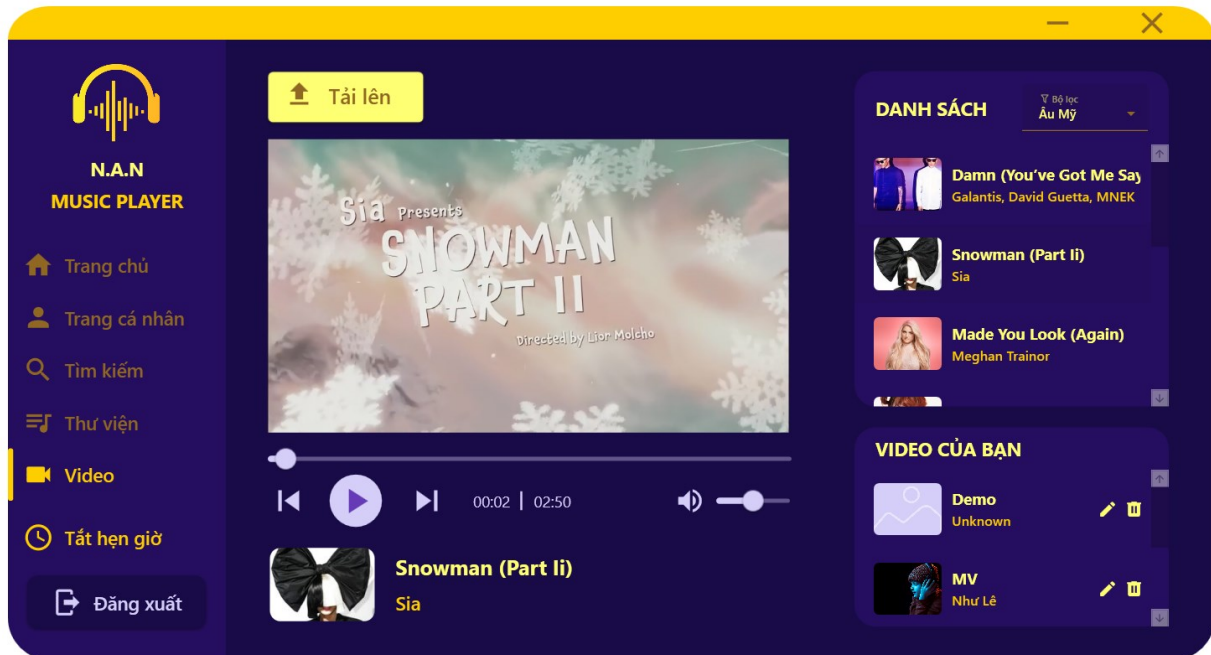 N.A.N
MUSIC PLAYER
Trang chủ
Trang cá nhân
Tìm kiếm
Thư viện
Video
Tắt hẹn giờ
Đăng xuất
Tải lên
Sia Presents
SNOWMAN
PART II
Directed by Lior Molcho
00:02 | 02:50
Snowman (Part Ii)
Sia
DANH SÁCH
Bộ lọc
Âu Mỹ
Damn (You've Got Me Say
Galantis, David Guetta, MNEK
Snowman (Part Ii)
Sia
Made You Look (Again)
Meghan Trainor
VIDEO CỦA BẠN
Demo
Unknown
MV
Như Lê